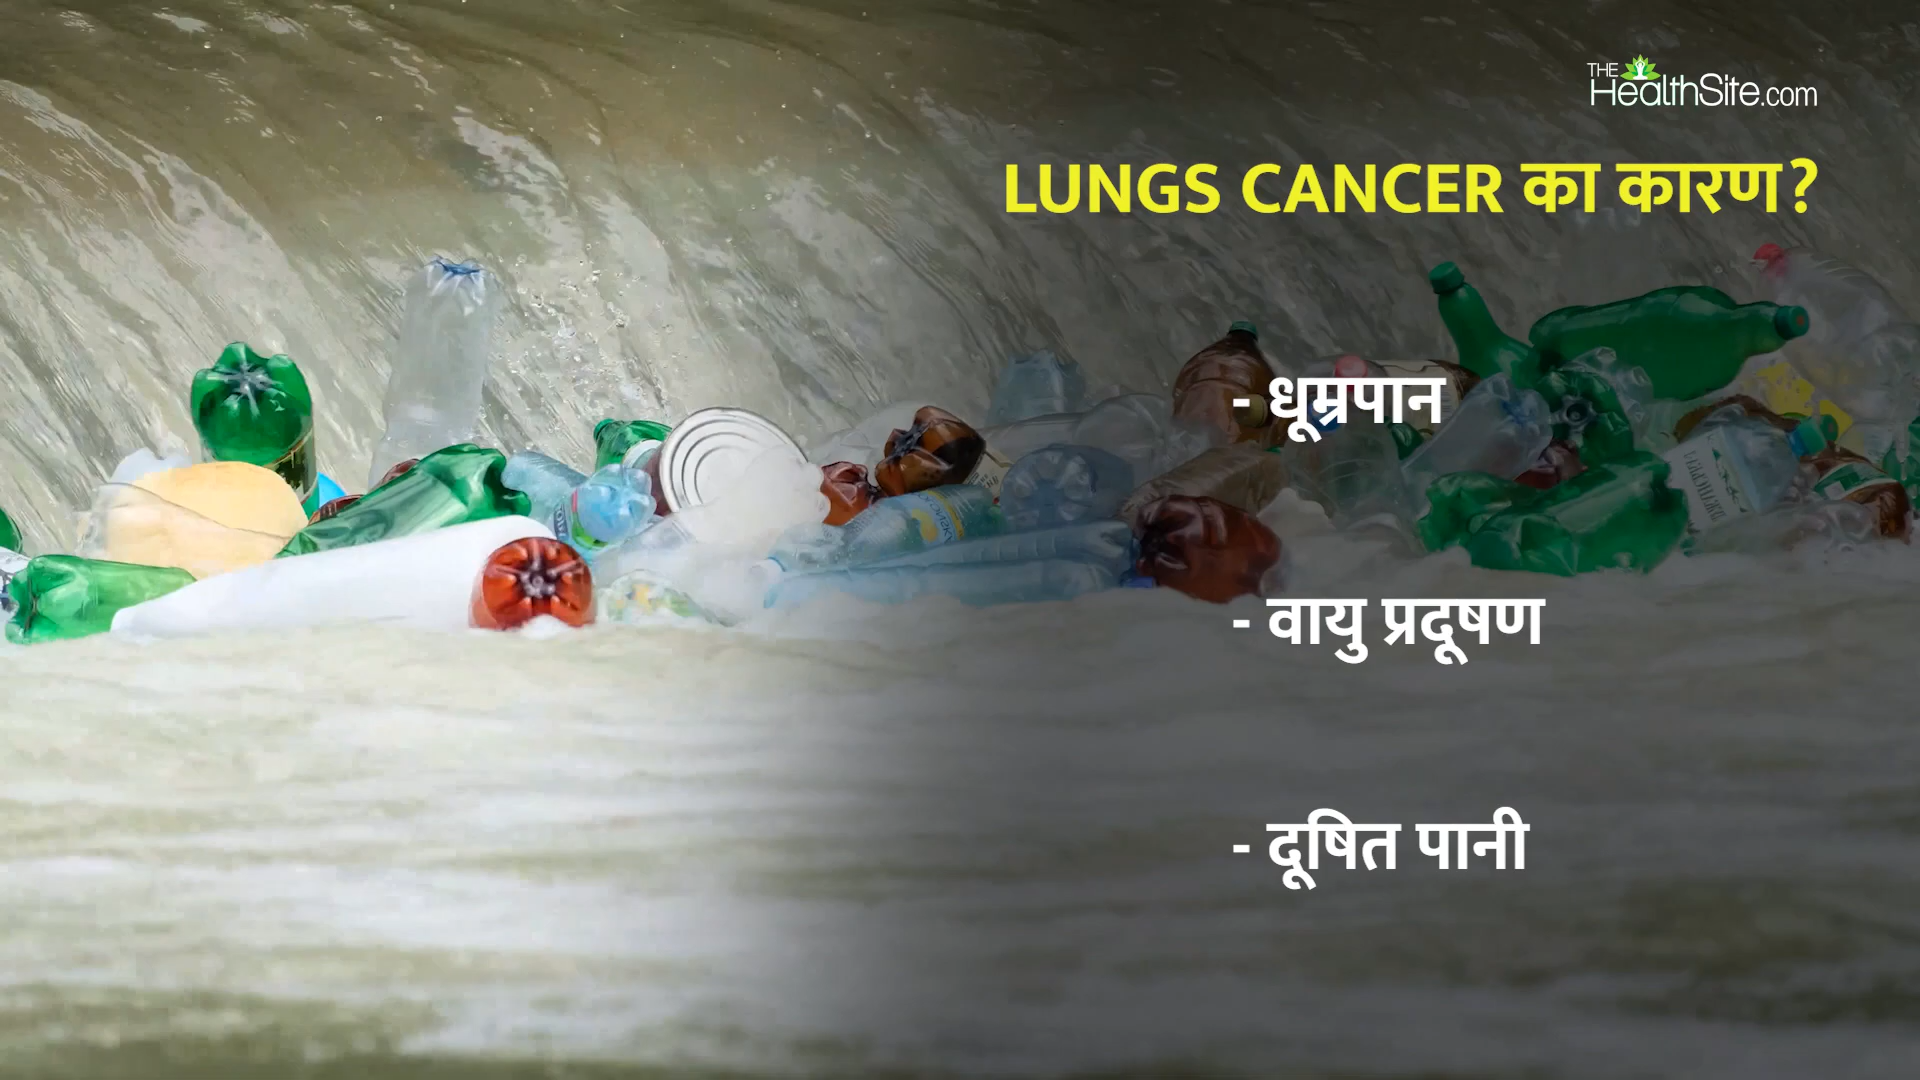 THE
HealthSite.com
LUNGS CANCER का कारण?
- धूम्रपान
- वायु प्रदूषण
- दूषित पानी